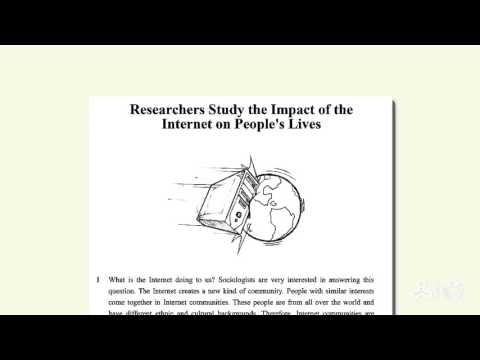 Researchers Study the Impact of the
Internet on People's Lives
1 What is the Internet doing to us? Sociologists are very interested in answering this
question. The Internet creates a new kind of community. People with similar interests
come together in Internet communities. These people are from all over the world and
have different ethnic and cultural backgrounds. Therefore, Internet communities are